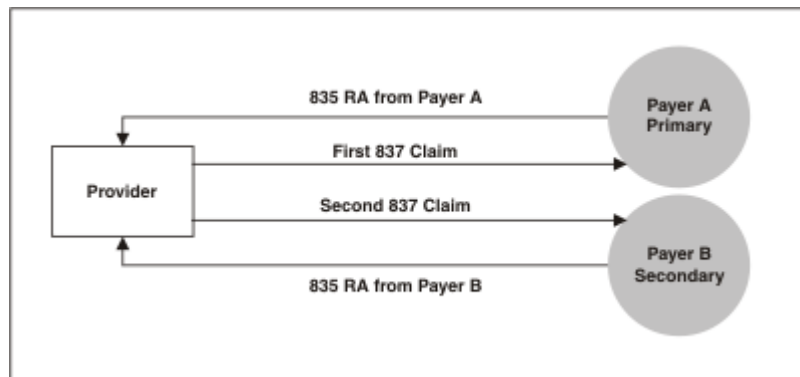 835 RA from Payer A
Payer A
Primary
First 837 Claim
Provider
Second 837 Claim
Payer B
Secondary
835 RA from Payer B